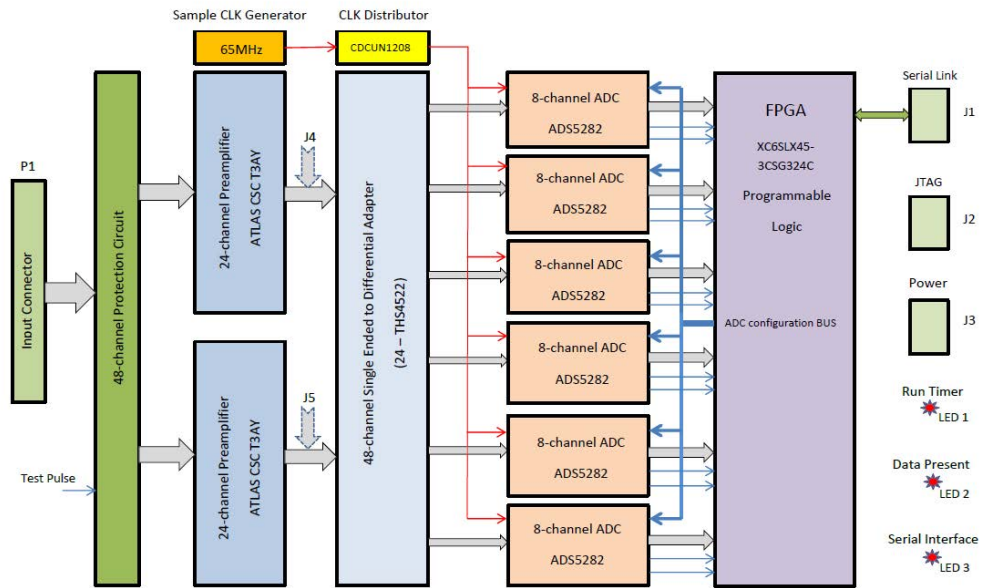 Sample CLK Generator
CLK Distributor
65MHz
CDCUN1208
P1
Input Connector
48-channel Protection Circuit
Test Pulse
24-channel Preamplifier
ATLAS CSC T3AY
J4
24-channel Preamplifier
ATLAS CSC T3AY
J5
48-channel Single Ended to Differential Adapter
(24 – THS4522)
8-channel ADC
ADS5282
8-channel ADC
ADS5282
8-channel ADC
ADS5282
8-channel ADC
ADS5282
8-channel ADC
ADS5282
8-channel ADC
ADS5282
FPGA
XC6SLX45-
3CSG324C
Programmable
Logic
ADC configuration BUS
Serial Link
J1
JTAG
J2
Power
J3
Run Timer
LED 1
Data Present
LED 2
Serial Interface
LED 3